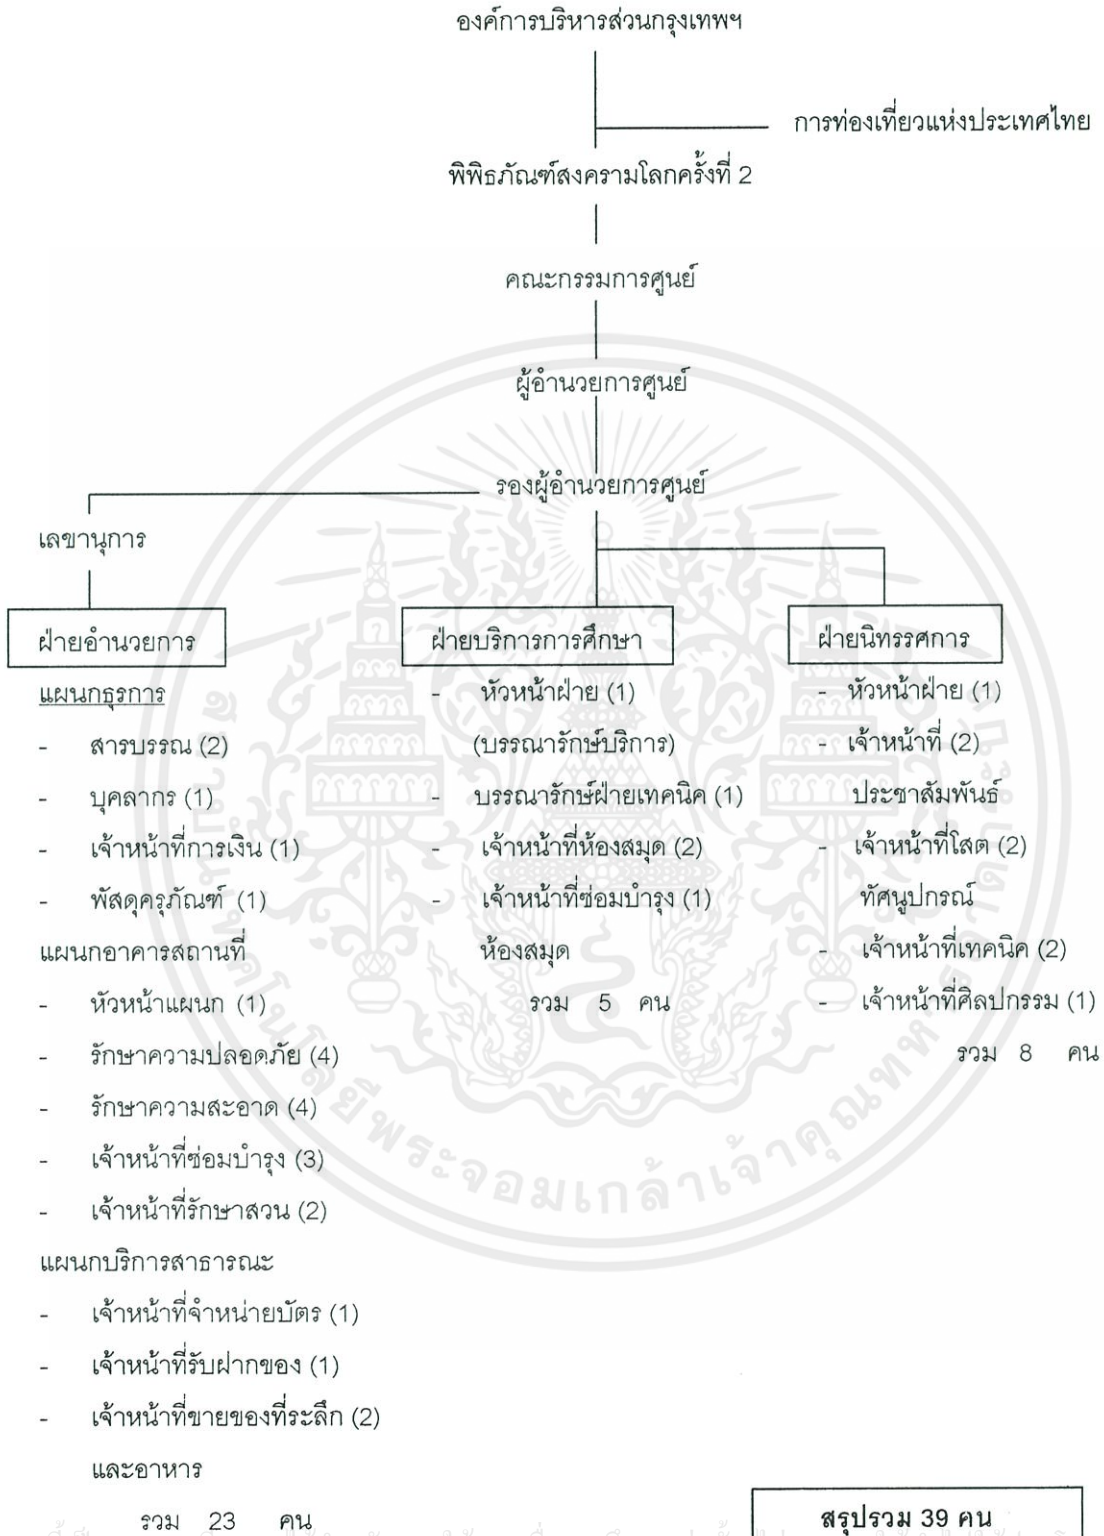 องค์การบริหารส่วนกรุงเทพฯ
การท่องเที่ยวแห่งประเทศไทย
พิพิธภัณฑ์สงครามโลกครั้งที่ 2
คณะกรรมการศูนย์
ผู้อำนวยการศูนย์
รองผู้อำนวยการศูนย์
เลขานุการ
ฝ่ายอำนวยการ
แผนกธุรการ
- สารบรรณ (2)
- บุคลากร (1)
- เจ้าหน้าที่การเงิน (1)
- พัสดุครุภัณฑ์ (1)
แผนกอาคารสถานที่
- หัวหน้าแผนก (1)
- รักษาความปลอดภัย (4)
- รักษาความสะอาด (4)
- เจ้าหน้าที่ซ่อมบำรุง (3)
- เจ้าหน้าที่รักษาสวน (2)
แผนกบริการสาธารณะ
- เจ้าหน้าที่จำหน่ายบัตร (1)
- เจ้าหน้าที่รับฝากของ (1)
- เจ้าหน้าที่ขายของที่ระลึก (2)
และอาหาร
รวม 23 คน
ฝ่ายบริการการศึกษา
- หัวหน้าฝ่าย (1)
(บรรณารักษ์บริการ)
- บรรณารักษ์ฝ่ายเทคนิค (1)
- เจ้าหน้าที่ห้องสมุด (2)
- เจ้าหน้าที่ซ่อมบำรุง (1)
ห้องสมุด
รวม 5 คน
ฝ่ายนิทรรศการ
- หัวหน้าฝ่าย (1)
- เจ้าหน้าที่ (2)
ประชาสัมพันธ์
- เจ้าหน้าที่โสต (2)
ทัศนูปกรณ์
- เจ้าหน้าที่เทคนิค (2)
- เจ้าหน้าที่ศิลปกรรม (1)
รวม 8 คน
สรุปรวม 39 คน